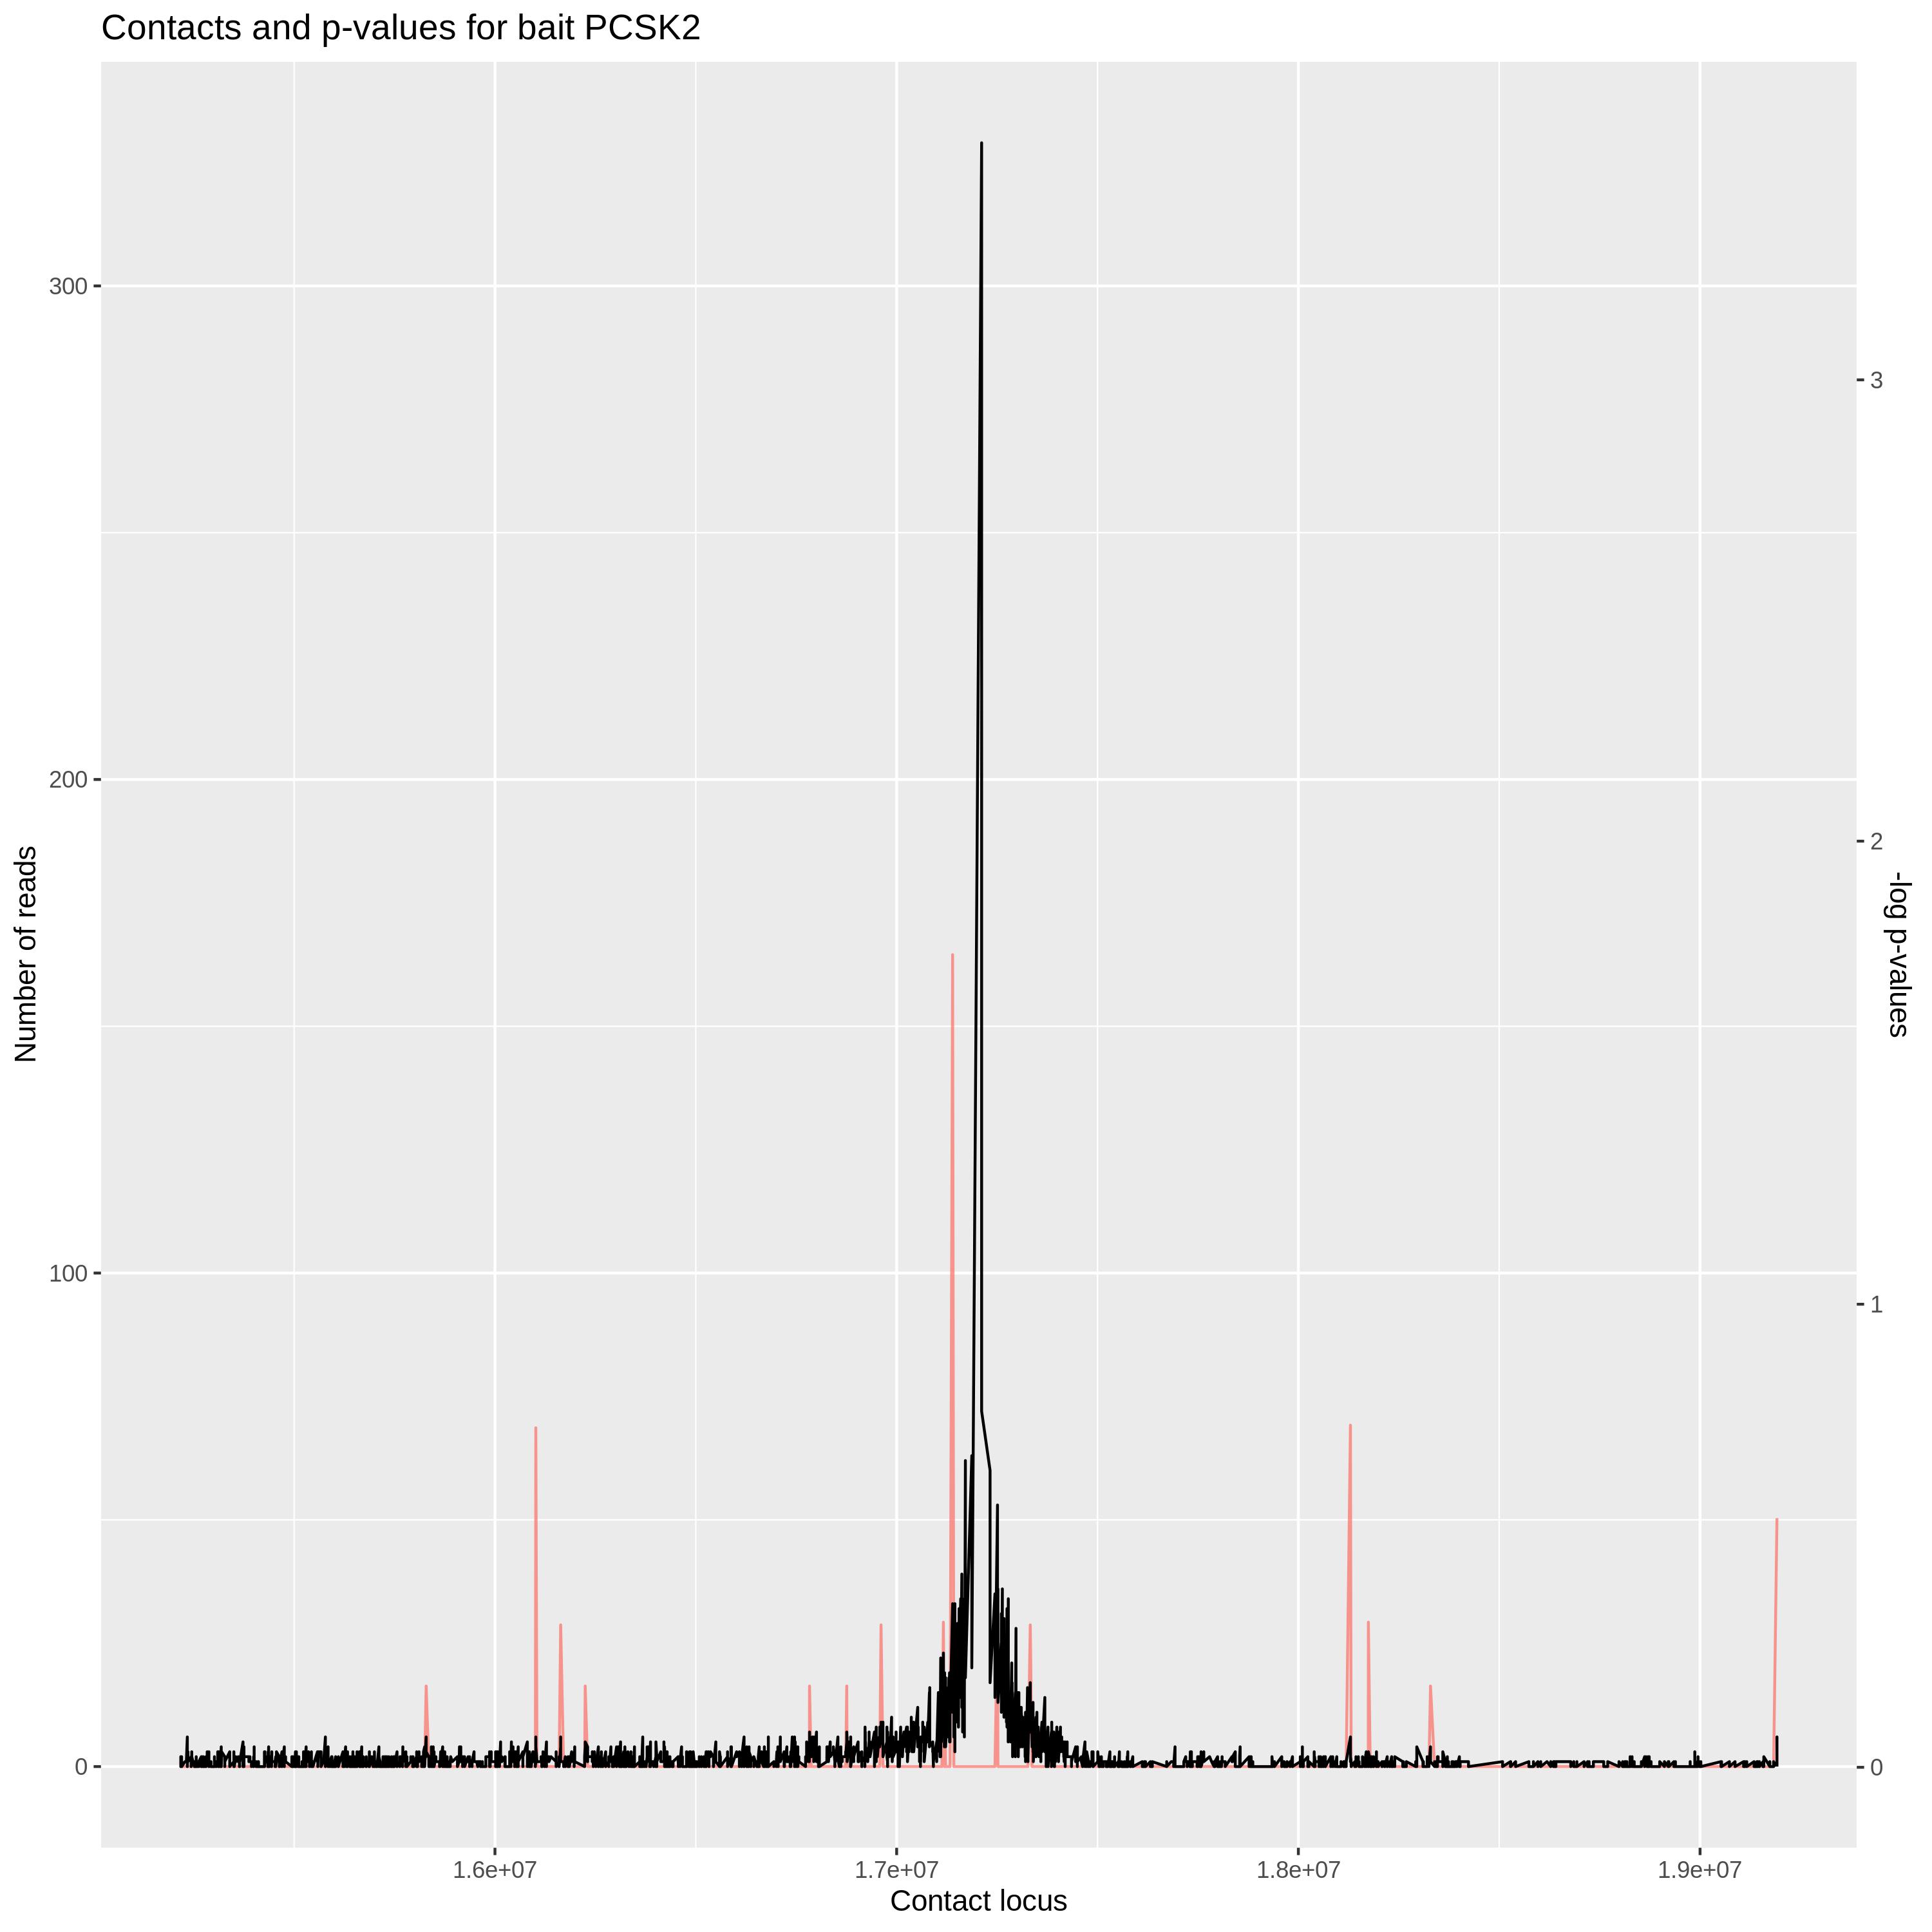 Contacts and p-values for bait PCSK2
300
200
100
0
3
2
1
0
Number of reads
-log p-values
1.6e+07
1.7e+07
1.8e+07
1.9e+07
Contact locus